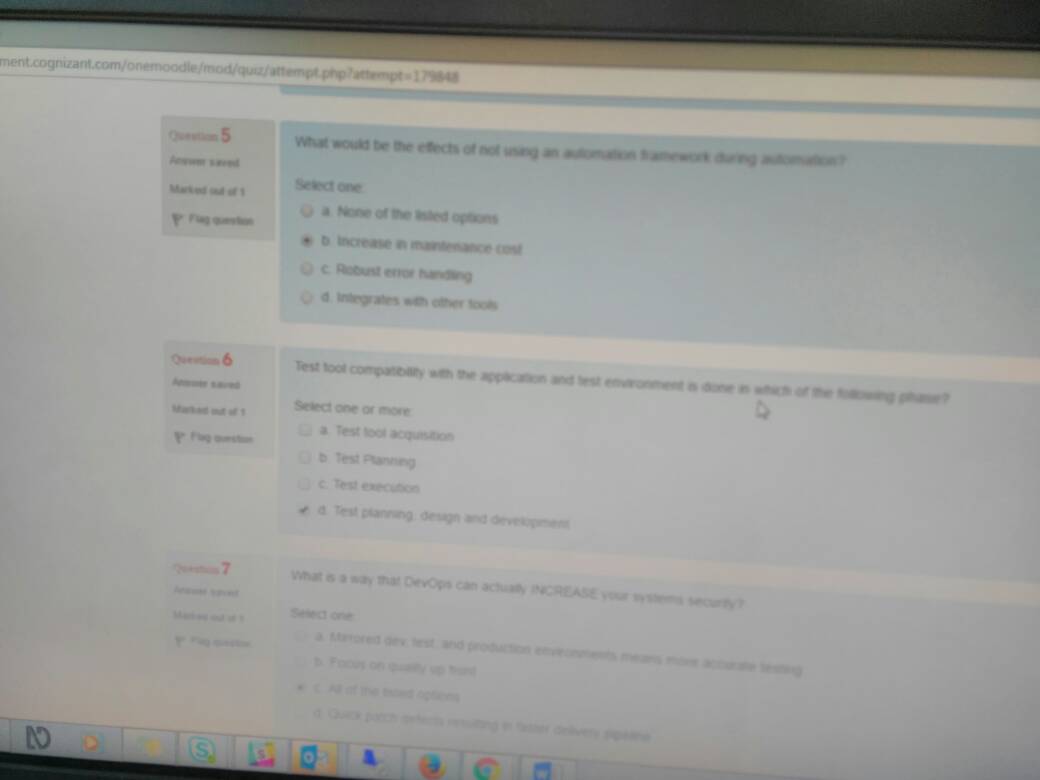 ment.cognizant.com/onemoodle/mod/quiz/attempt.php?attempt=179848
Question 5
Answer saved
Marked out of 1
Flag question
What would be the effects of not using an automation framework during automation?
Select one:
a. None of the listed options
b. Increase in maintenance cost
c. Robust error handling
d. Integrates with other tools
Question 6
Answer saved
Marked out of 1
Flag question
Test tool compatibility with the application and test environment is done in which of the following phase?
Select one or more:
a. Test tool acquisition
b. Test Planning
c. Test execution
d. Test planning, design and development
Question 7
Answer saved
Marked out of 1
Flag question
What is a way that DevOps can actually INCREASE your systems security?
Select one:
a. Mirrored dev, test, and production environments means more accurate testing
b. Focus on quality up front
c. All of the listed options
d. Quick patch defects resulting in faster delivery pipeline